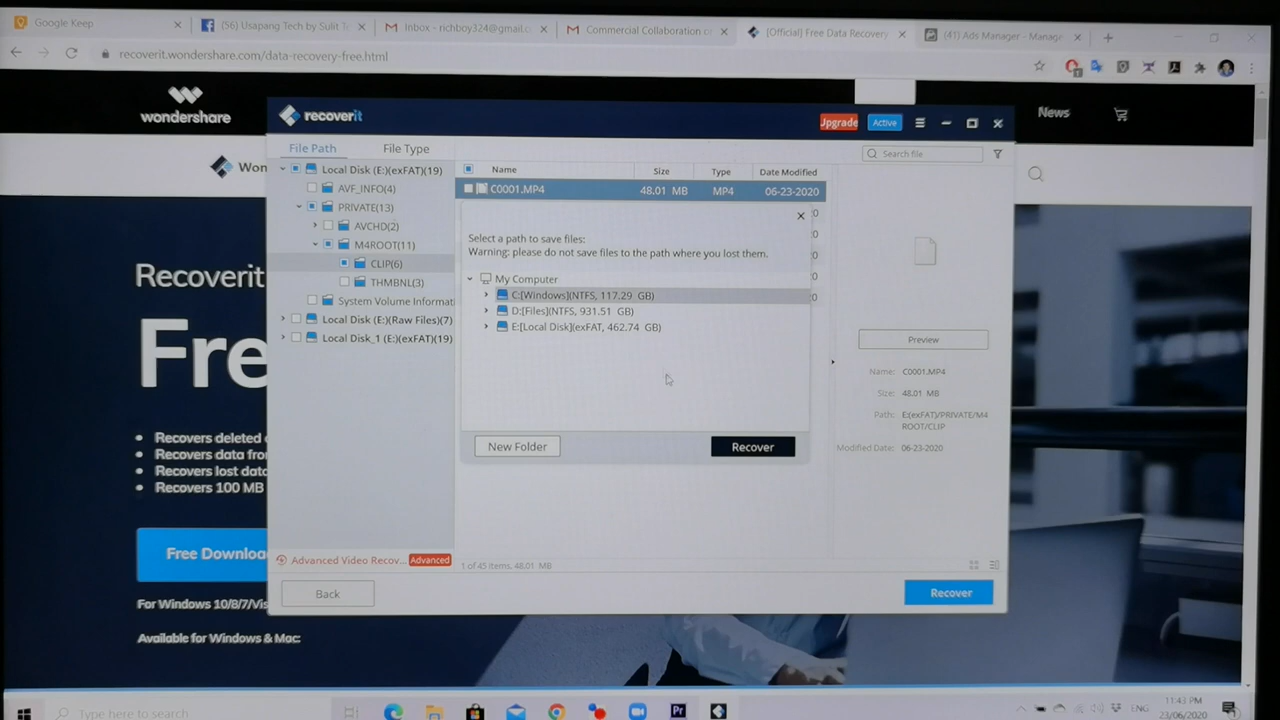 Google Keep
(56) Usapang Tech by Sulit T
Inbox - richboy324@gmail.c
Commercial Collaboration
[Official] Free Data Recovery
(41) Ads Manager - Manage
recoverit.wondershare.com/data-recovery-free.html
wondershare
News
Won
Recoverit
Fre
Recovers deleted
Recovers data fro
Recovers lost data
Recovers 100 MB
Free Downloa
For Windows 10/8/7/Vis
Available for Windows & Mac:
recoverit
Upgrade
Active
File Path
File Type
Search file
Local Disk (E:)(exFAT)(19)
AVF_INFO(4)
PRIVATE(13)
AVCHD(2)
M4ROOT(11)
CLIP(6)
THMBNL(3)
System Volume Informat
Local Disk (E:)(Raw Files)(7)
Local Disk_1 (E:)(exFAT)(19)
Advanced Video Recov... Advanced
Name Size Type Date Modified
C0001.MP4 48.01 MB MP4 06-23-2020
Select a path to save files:
Warning: please do not save files to the path where you lost them.
My Computer
C:[Windows](NTFS, 117.29 GB)
D:[Files](NTFS, 931.51 GB)
E:[Local Disk](exFAT, 462.74 GB)
New Folder
Recover
1 of 45 items, 48.01 MB
Preview
Name: C0001.MP4
Size: 48.01 MB
Path: E:(exFAT)/PRIVATE/M4
ROOT/CLIP
Modified Date: 06-23-2020
Back
Recover
Type here to search
Pr
ENG
11:43 PM
23/06/2020